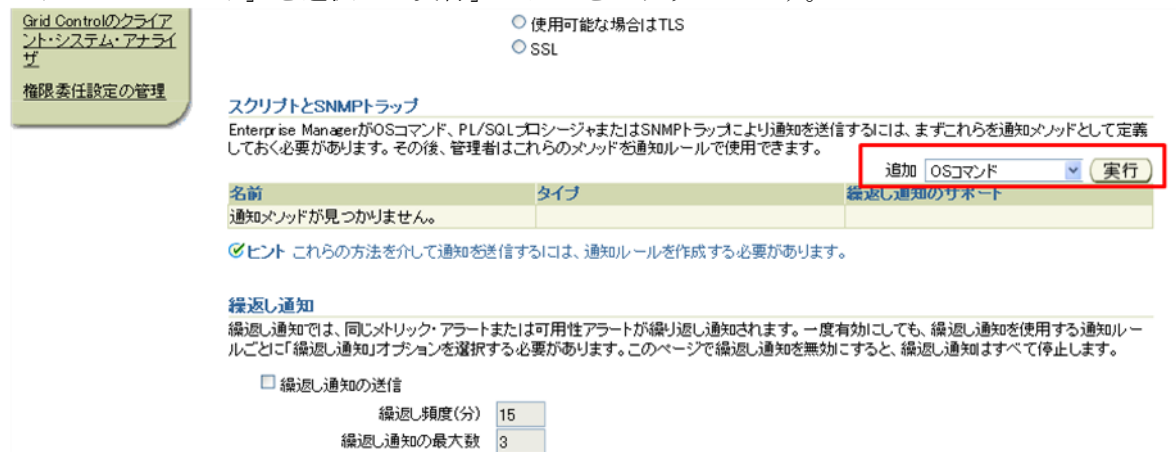 Grid Controlのクライア
ント・システム・アナライ
ザ
権限委任設定の管理
使用可能な場合はTLS
SSL
スクリプトとSNMPトラップ
Enterprise ManagerがOSコマンド、PL/SQLプロシージャまたはSNMPトラップにより通知を送信するには、まずこれらを通知メソッドとして定義
しておく必要があります。その後、管理者はこれらのメソッドを通知ルールで使用できます。
追加 OSコマンド 実行
名前 タイプ 繰返し通知のサポート
通知メソッドが見つかりません。
ヒント これらの方法を介して通知を送信するには、通知ルールを作成する必要があります。
繰返し通知
繰返し通知では、同じメトリック・アラートまたは可用性アラートが繰り返し通知されます。一度有効にしても、繰返し通知を使用する通知ルー
ルごとに「繰返し通知」オプションを選択する必要があります。このページで繰返し通知を無効にすると、繰返し通知はすべて停止します。
繰返し通知の送信
繰返し頻度(分) 15
繰返し通知の最大数 3